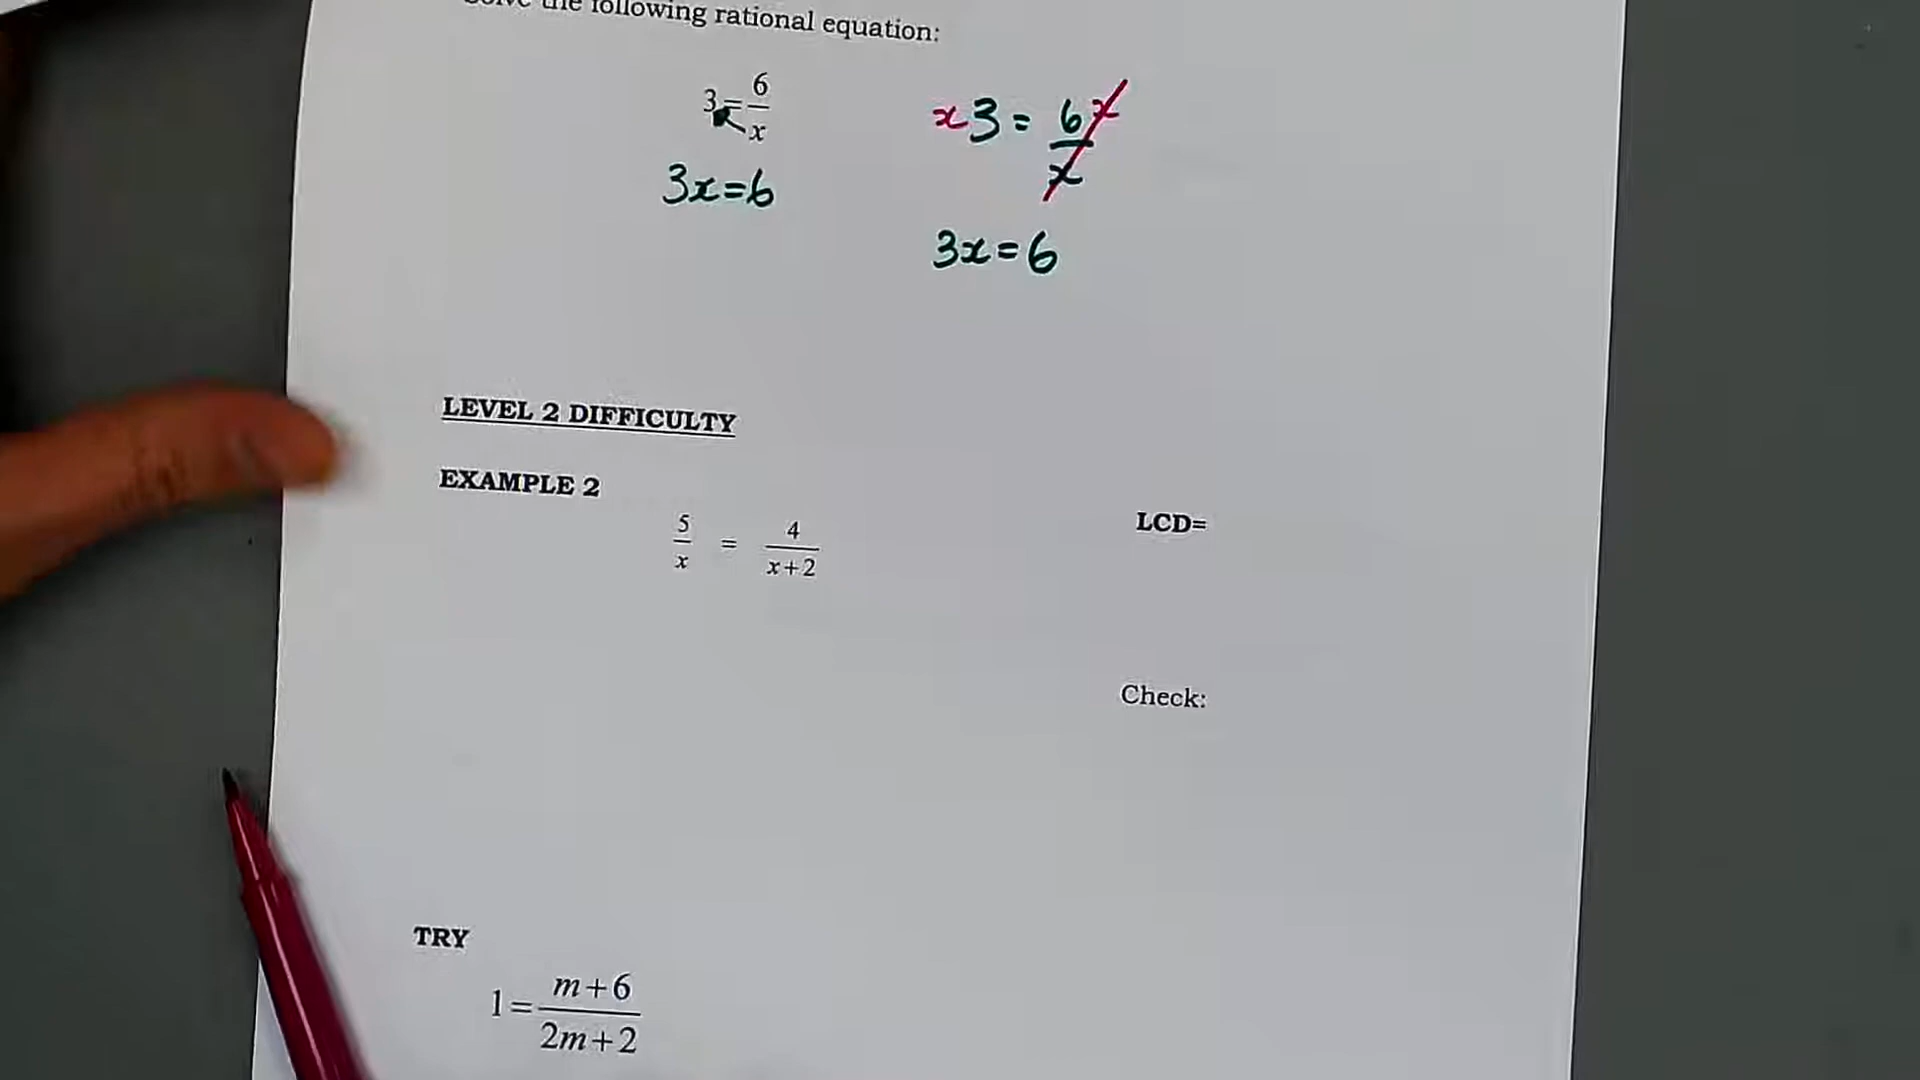 Solve the following rational equation:
3 = 6/x
x3 = 6x/x
3x=6
3x=6
LEVEL 2 DIFFICULTY
EXAMPLE 2
5/x = 4/(x+2)
LCD=
Check:
TRY
1 = (m+6)/(2m+2)